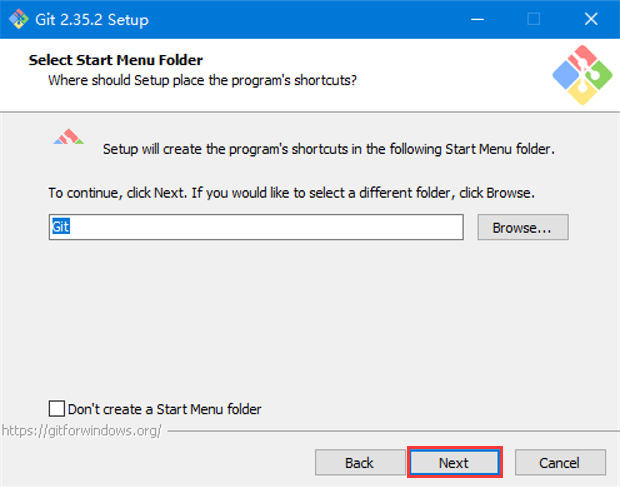 Git 2.35.2 Setup
Select Start Menu Folder
Where should Setup place the program's shortcuts?
Setup will create the program's shortcuts in the following Start Menu folder.
To continue, click Next. If you would like to select a different folder, click Browse.
Git
Browse...
Don't create a Start Menu folder
https://gitforwindows.org/
Back
Next
Cancel